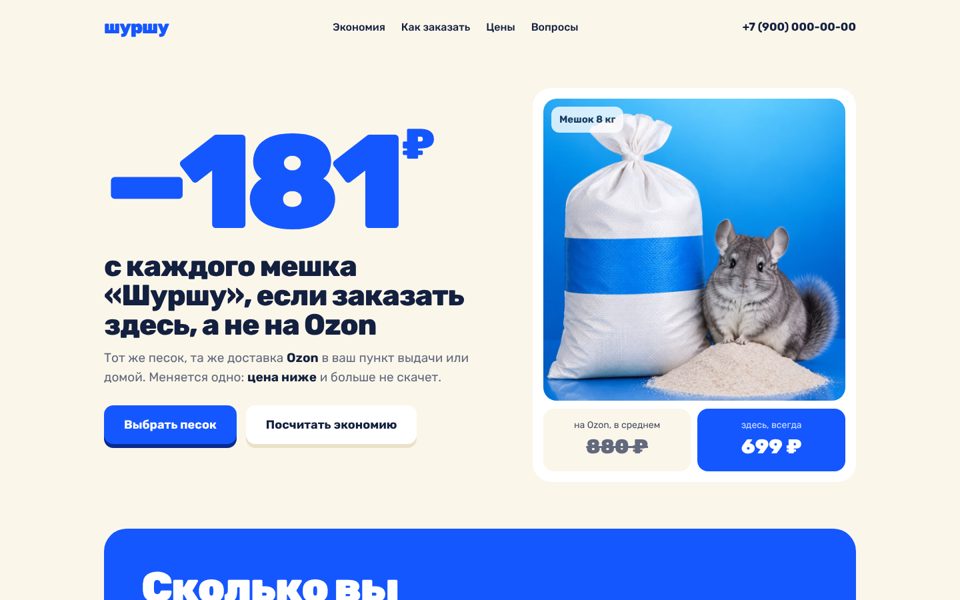 шуршу
Экономия Как заказать Цены Вопросы
+7 (900) 000-00-00
–181₽
с каждого мешка
«Шуршу», если заказать
здесь, а не на Ozon
Тот же песок, та же доставка Ozon в ваш пункт выдачи или
домой. Меняется одно: цена ниже и больше не скачет.
Выбрать песок
Посчитать экономию
Мешок 8 кг
на Ozon, в среднем
880 ₽
здесь, всегда
699 ₽
Сколько вы